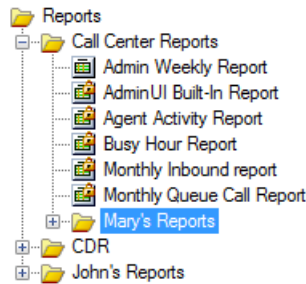 Reports
Call Center Reports
Admin Weekly Report
AdminUI Built-In Report
Agent Activity Report
Busy Hour Report
Monthly Inbound report
Monthly Queue Call Report
Mary's Reports
CDR
John's Reports